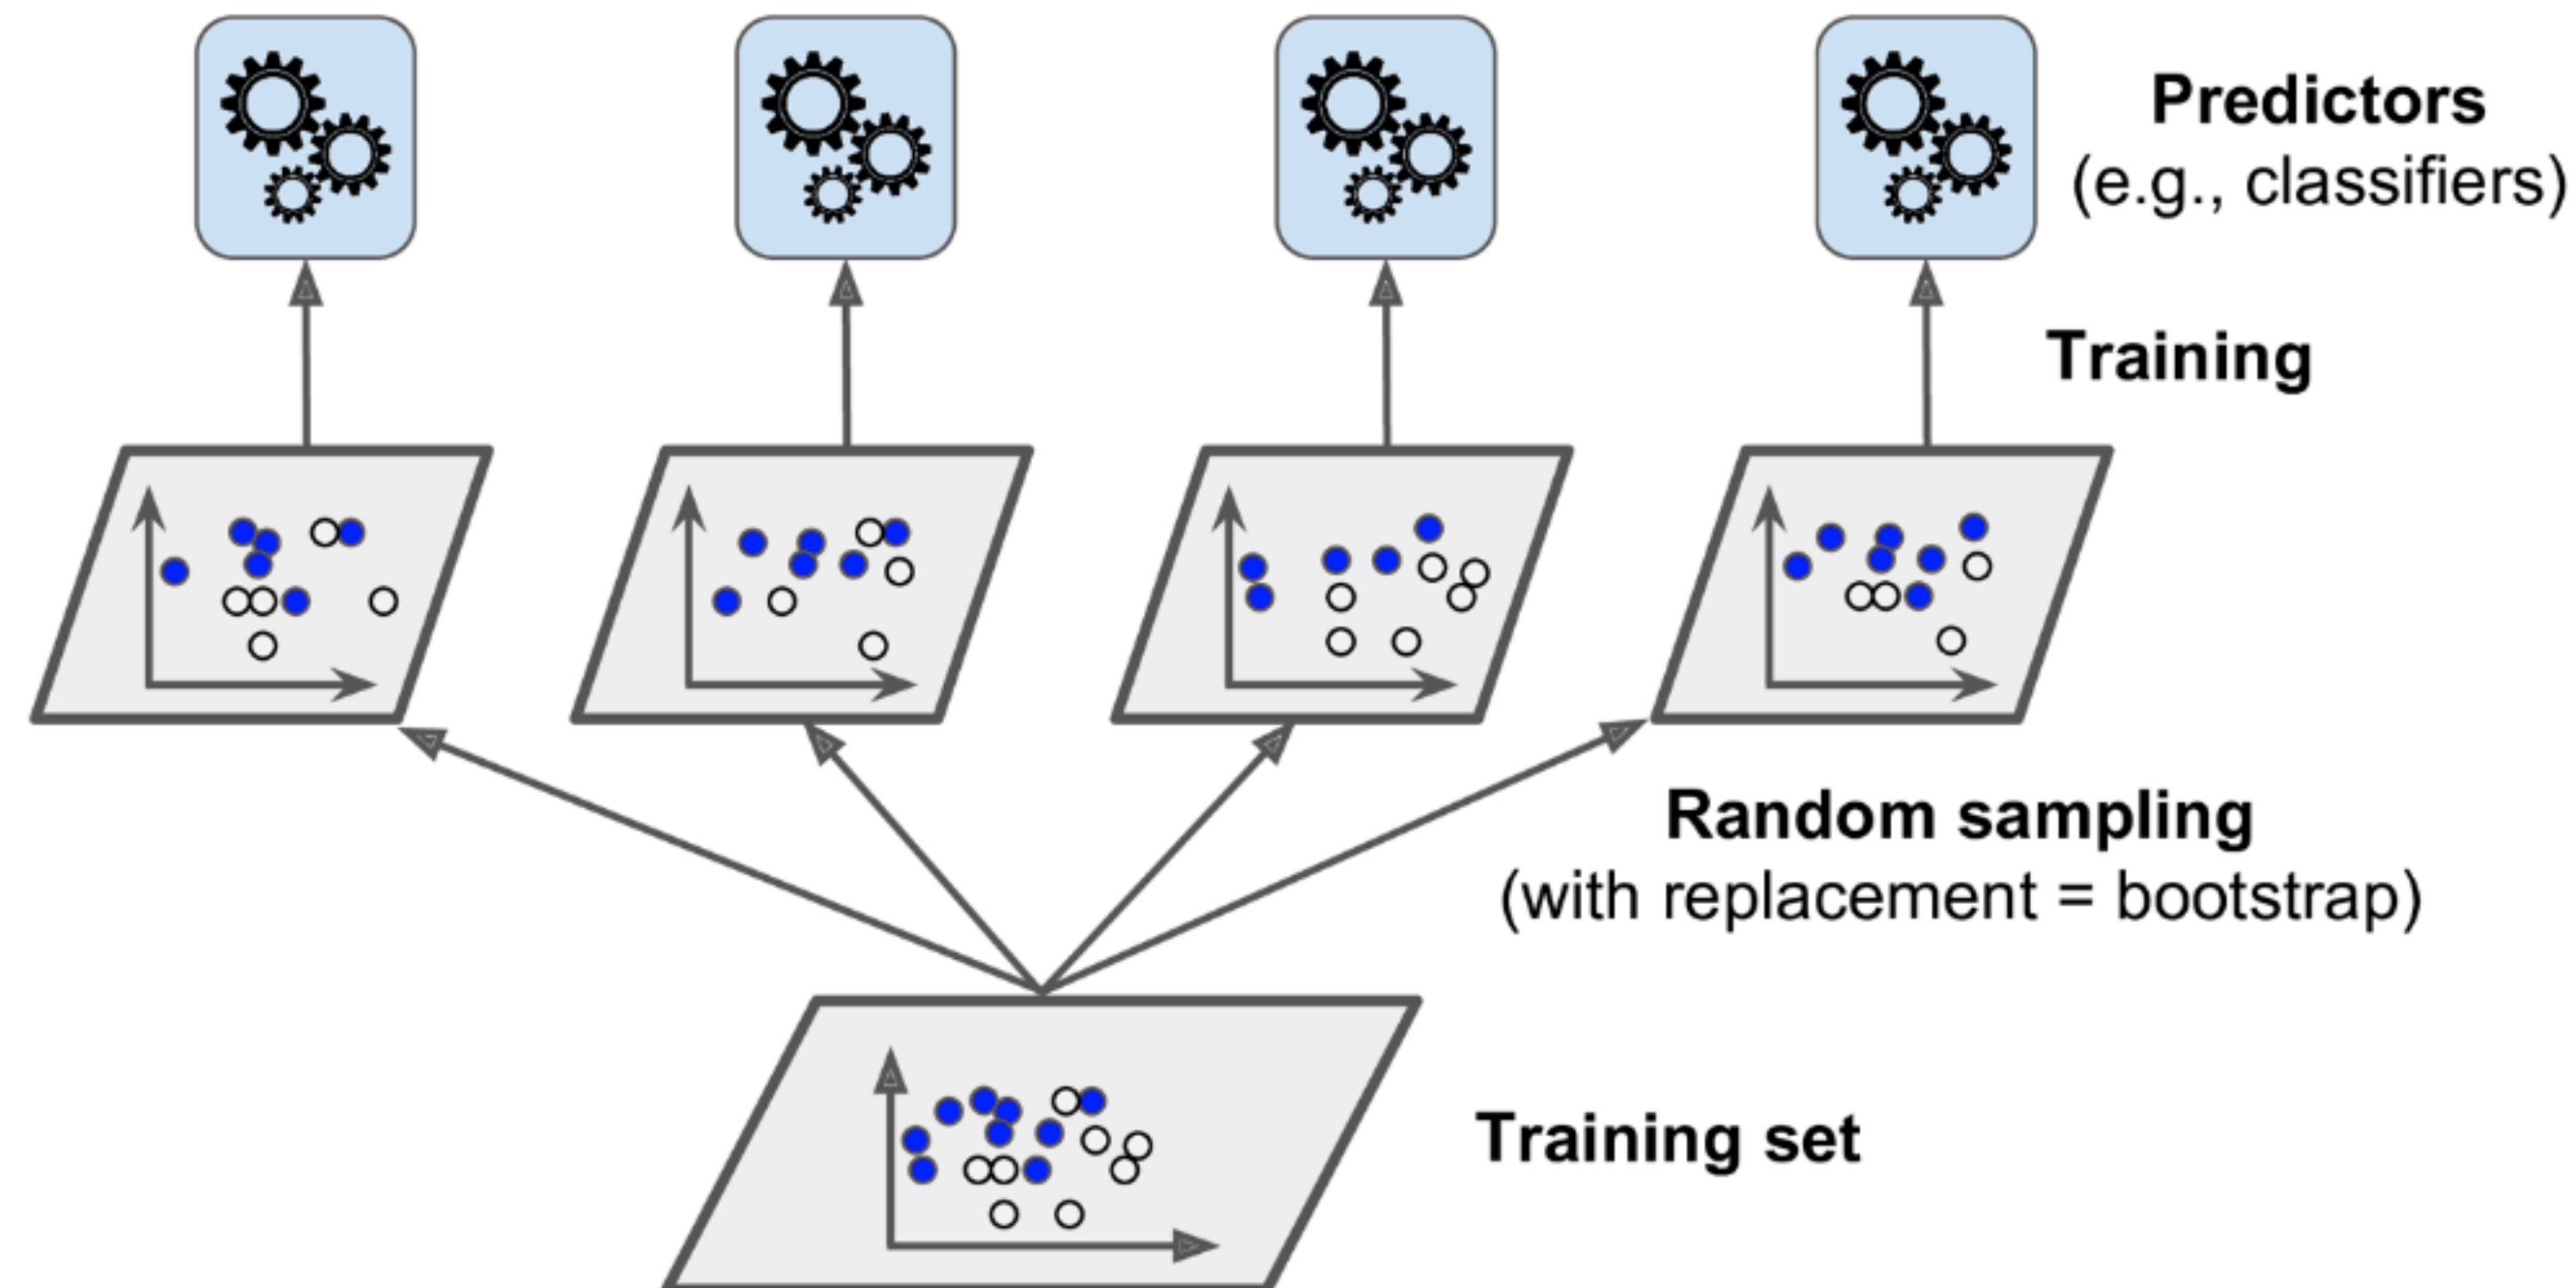 Predictors
(e.g., classifiers)
Training
Random sampling
(with replacement = bootstrap)
Training set